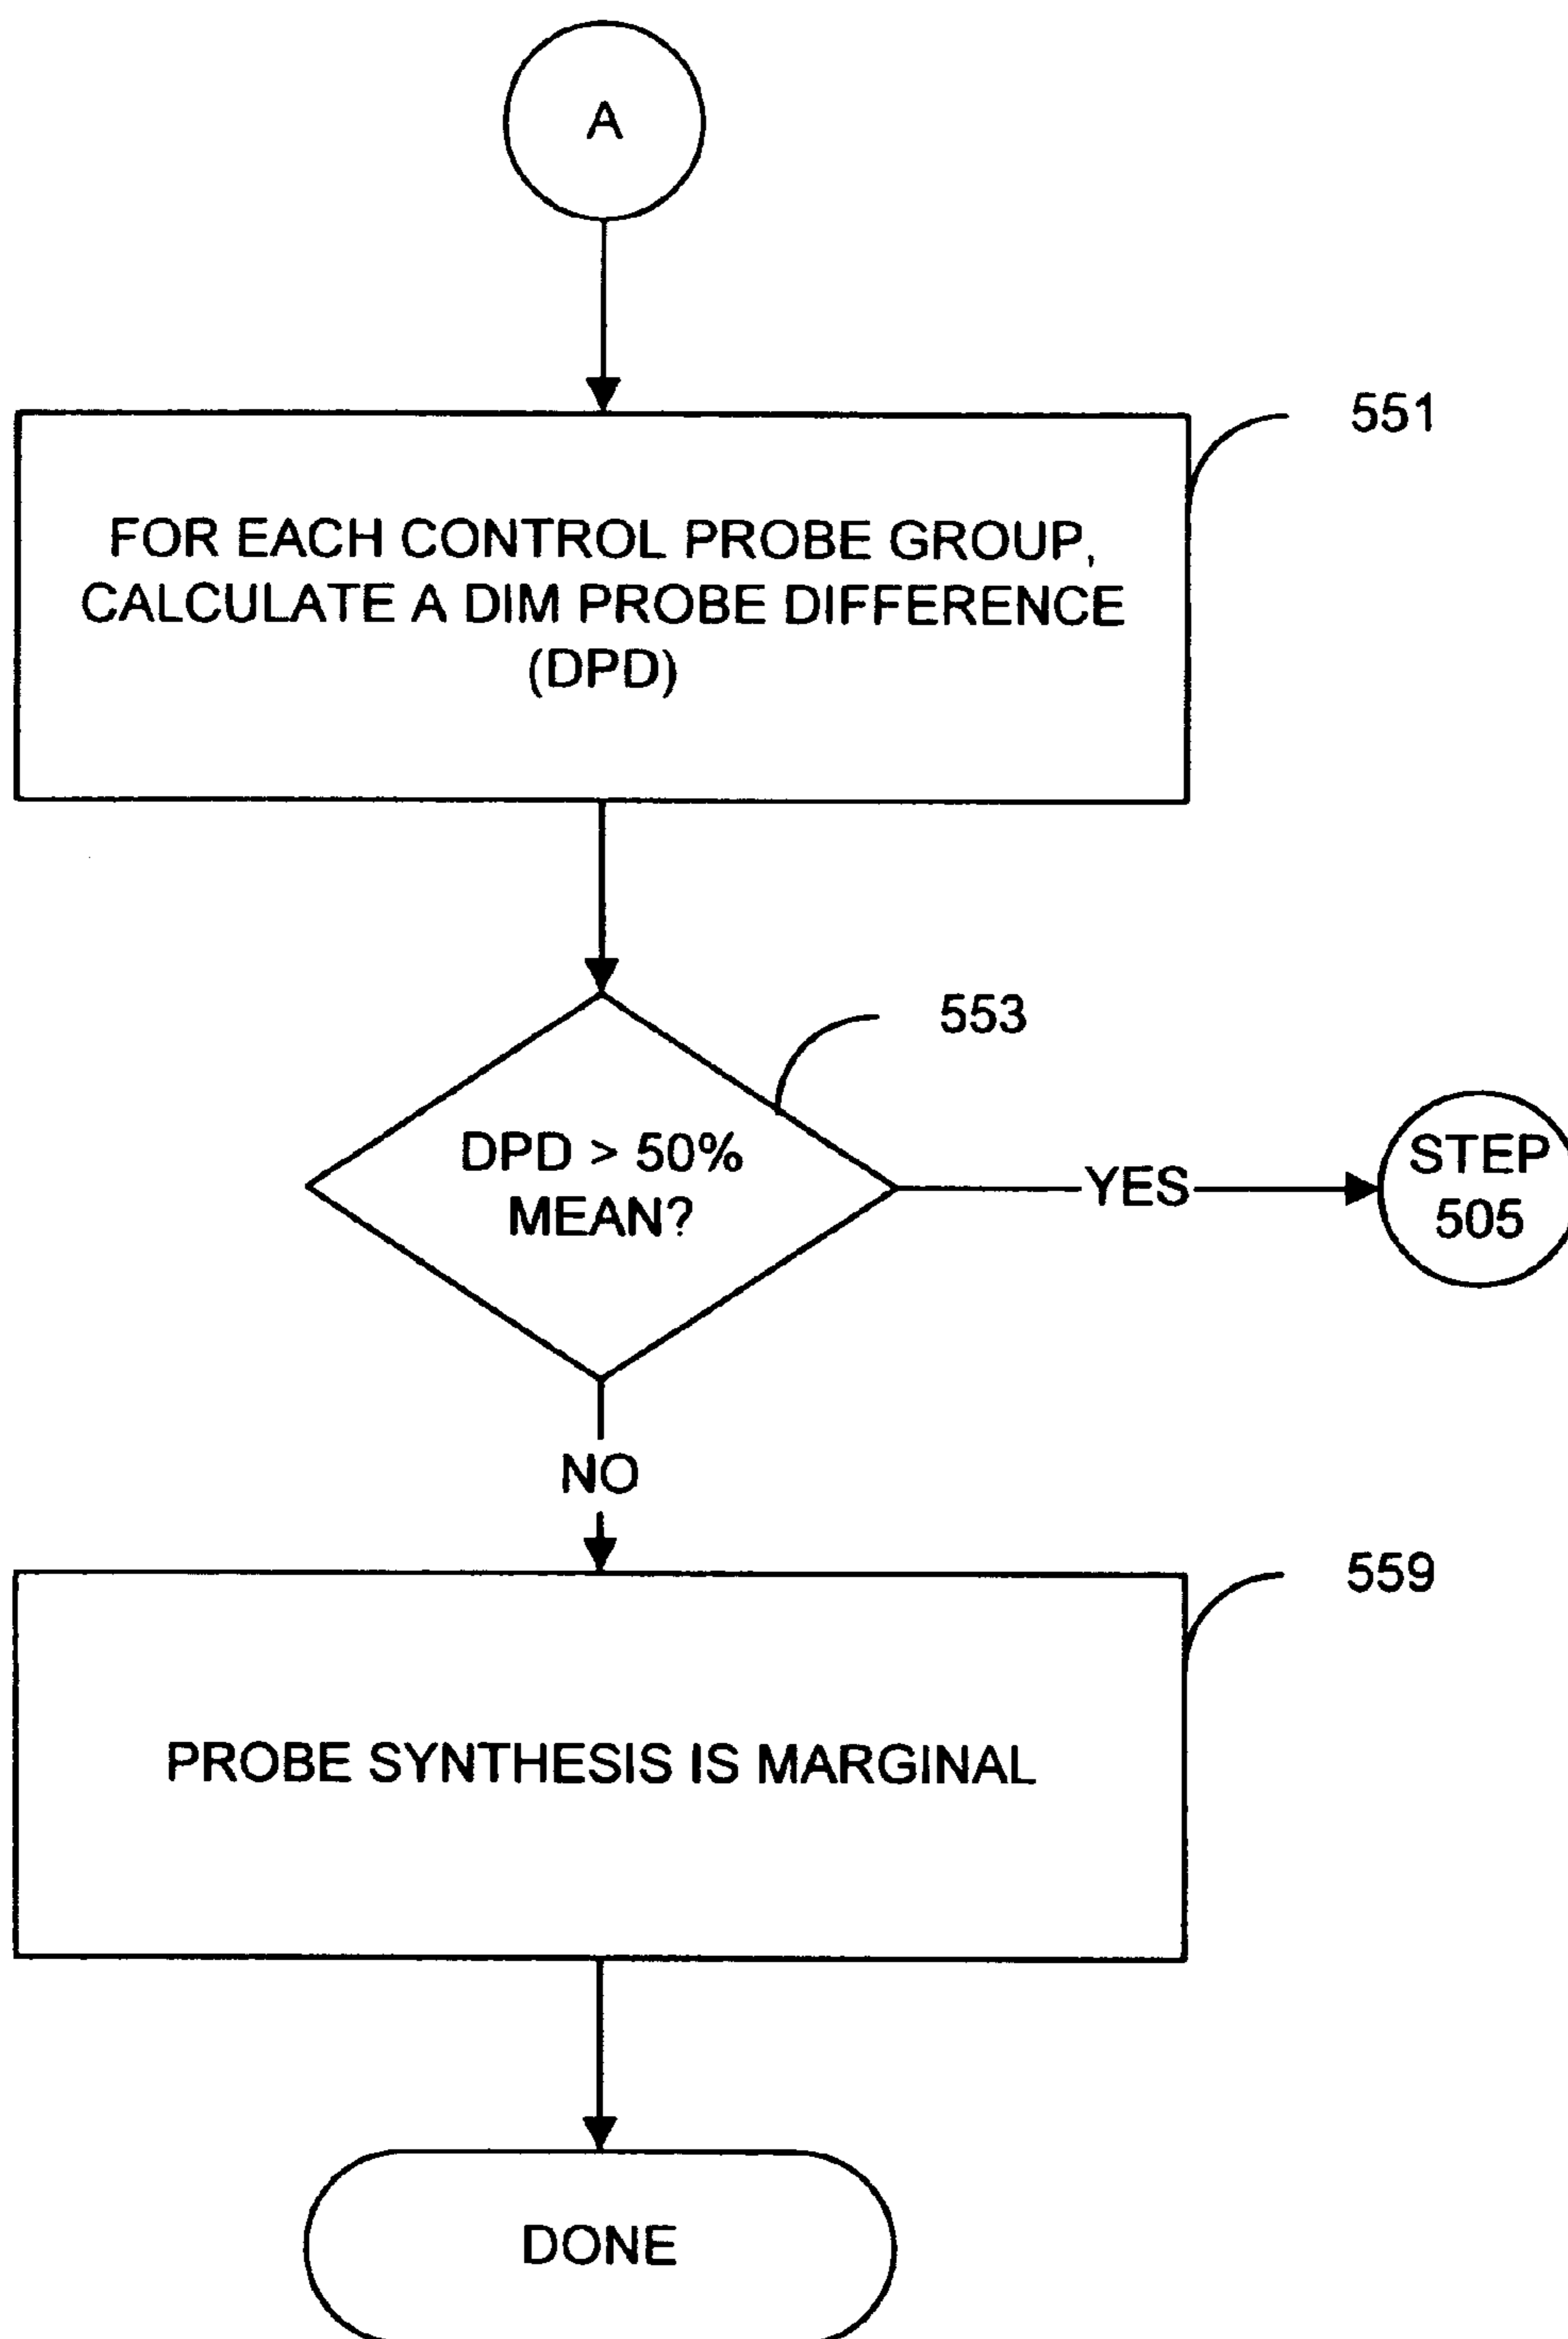 A
551
FOR EACH CONTROL PROBE GROUP,
CALCULATE A DIM PROBE DIFFERENCE
(DPD)
553
DPD > 50%
MEAN?
YES
STEP
505
NO
559
PROBE SYNTHESIS IS MARGINAL
DONE